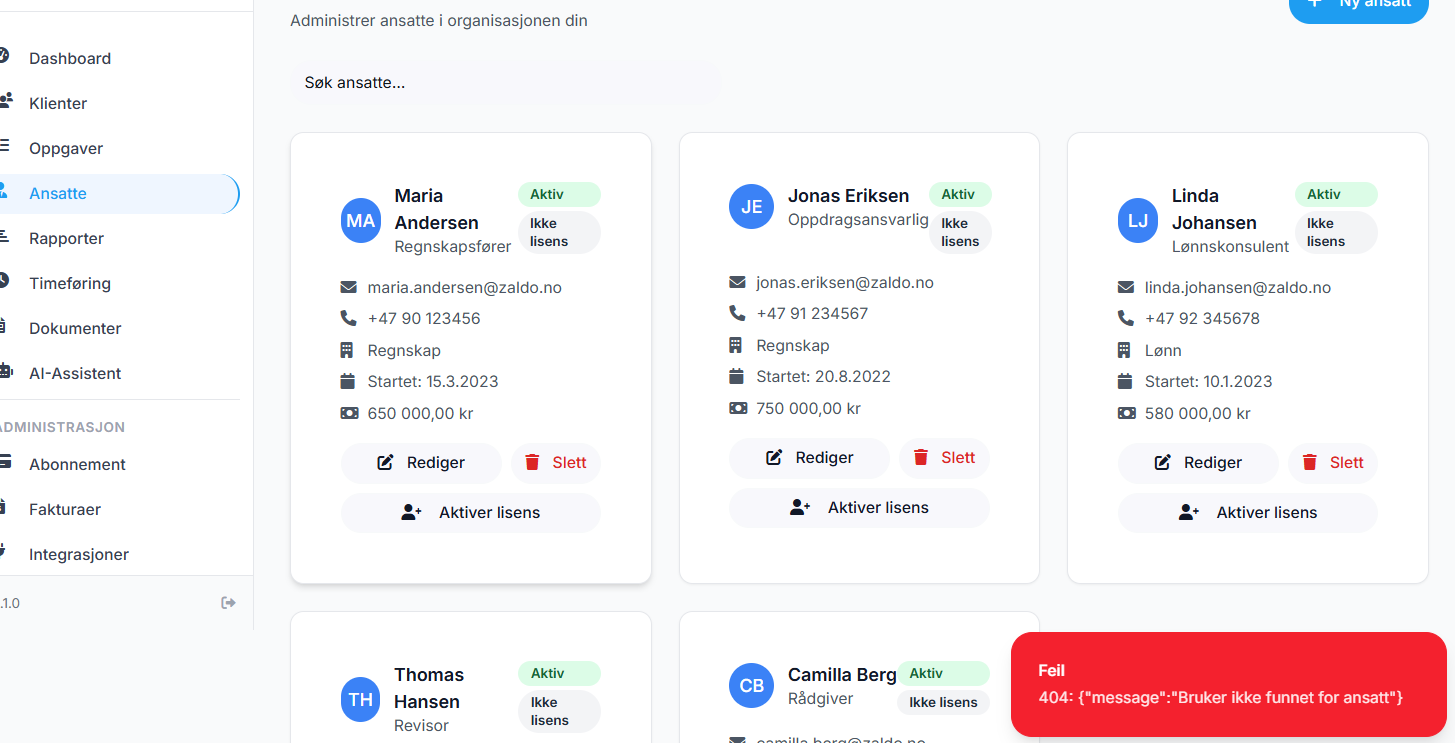 Administrer ansatte i organisasjonen din
Ny ansatt
Dashboard
Klienter
Oppgaver
Ansatte
Rapporter
Timeføring
Dokumenter
AI-Assistent
ADMINISTRASJON
Abonnement
Fakturaer
Integrasjoner
.1.0
Søk ansatte...
MA
Maria
Andersen
Regnskapsfører
Aktiv
Ikke
lisens
maria.andersen@zaldo.no
+47 90 123456
Regnskap
Startet: 15.3.2023
650 000,00 kr
Rediger
Slett
Aktiver lisens
JE
Jonas Eriksen
Oppdragsansvarlig
Aktiv
Ikke
lisens
jonas.eriksen@zaldo.no
+47 91 234567
Regnskap
Startet: 20.8.2022
750 000,00 kr
Rediger
Slett
Aktiver lisens
LJ
Linda
Johansen
Lønnskonsulent
Aktiv
Ikke
lisens
linda.johansen@zaldo.no
+47 92 345678
Lønn
Startet: 10.1.2023
580 000,00 kr
Rediger
Slett
Aktiver lisens
TH
Thomas
Hansen
Revisor
Aktiv
Ikke
lisens
CB
Camilla Berg
Rådgiver
Aktiv
Ikke lisens
camilla.berg@zaldo.no
Feil
404: {"message":"Bruker ikke funnet for ansatt"}